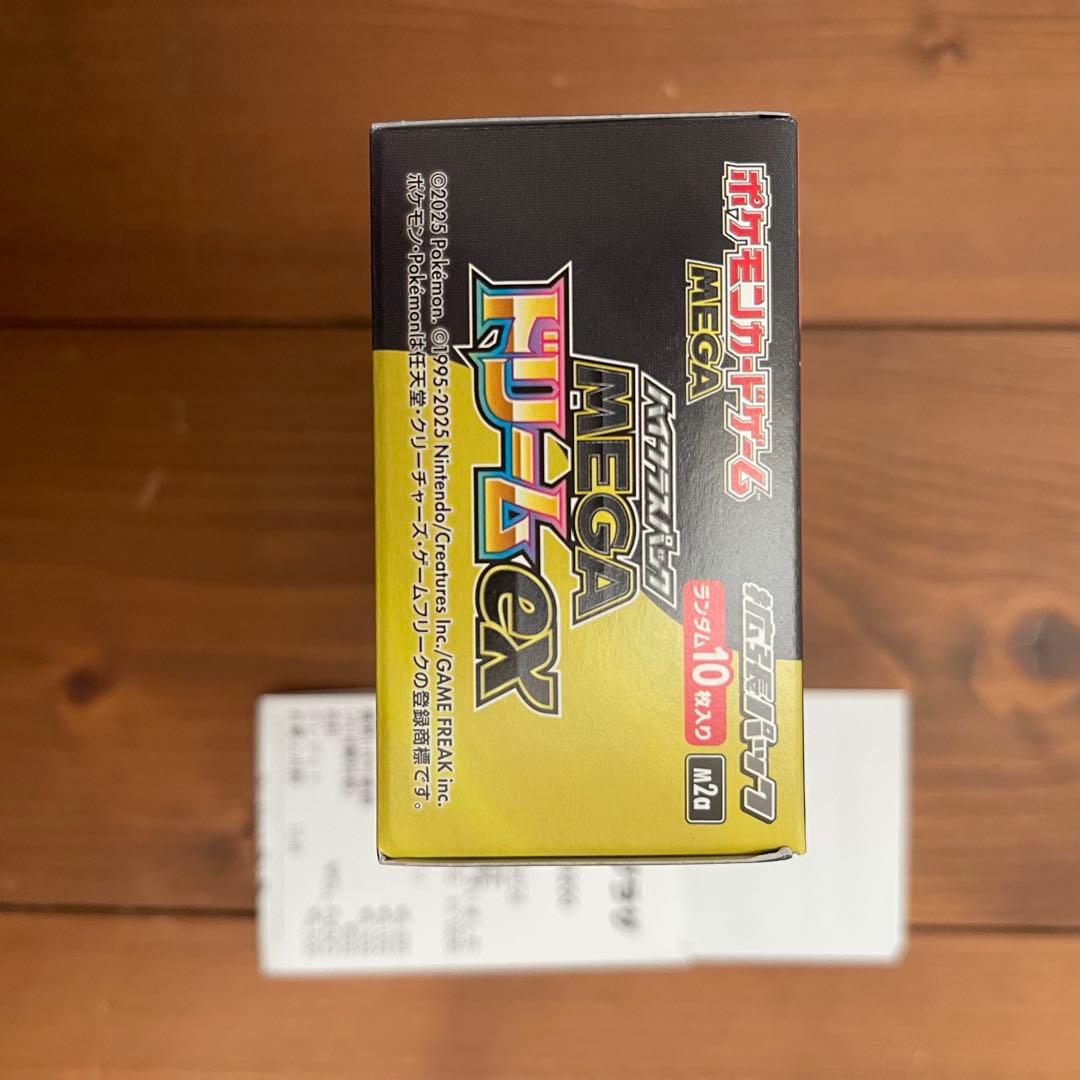 ポケモンカードゲーム
MEGA
拡張パック
ハイクラスパック
MEGA
ドリームex
ランダム10枚入り
m2a
©2025 Pokémon. ©1995-2025 Nintendo/Creatures Inc./GAME FREAK inc.
ポケモン・Pokémonは任天堂・クリーチャーズ・ゲームフリークの登録商標です。